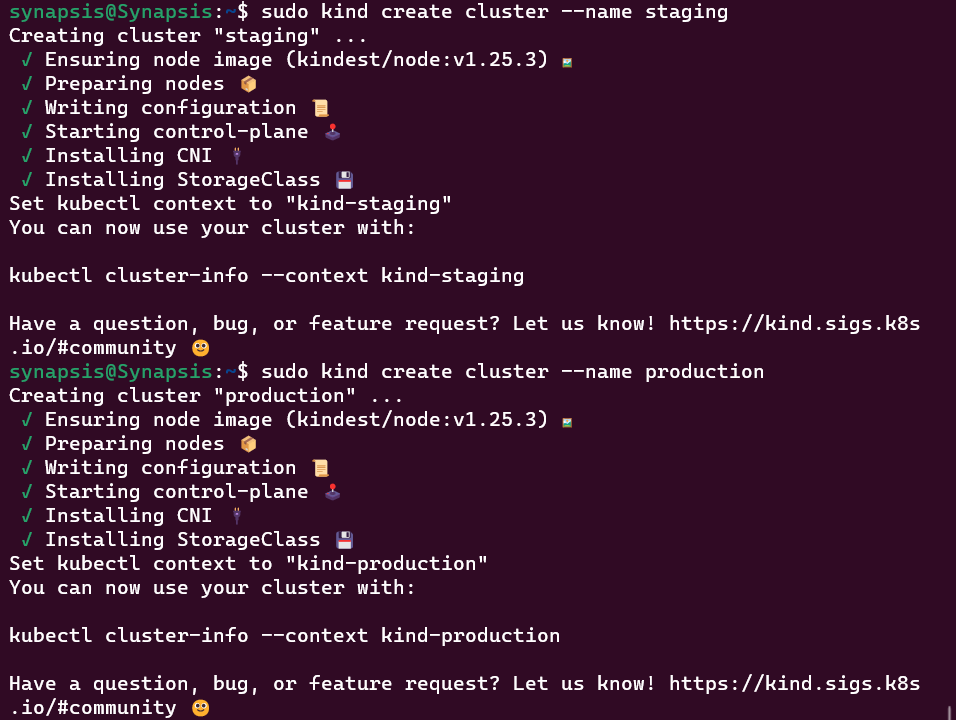 synapsis@Synapsis:~$ sudo kind create cluster --name staging
Creating cluster "staging" ...
 ✓ Ensuring node image (kindest/node:v1.25.3) 🖼
 ✓ Preparing nodes 📦
 ✓ Writing configuration 📜
 ✓ Starting control-plane 🕹️
 ✓ Installing CNI 🔌
 ✓ Installing StorageClass 💾
Set kubectl context to "kind-staging"
You can now use your cluster with:

kubectl cluster-info --context kind-staging

Have a question, bug, or feature request? Let us know! https://kind.sigs.k8s
.io/#community 🙂
synapsis@Synapsis:~$ sudo kind create cluster --name production
Creating cluster "production" ...
 ✓ Ensuring node image (kindest/node:v1.25.3) 🖼
 ✓ Preparing nodes 📦
 ✓ Writing configuration 📜
 ✓ Starting control-plane 🕹️
 ✓ Installing CNI 🔌
 ✓ Installing StorageClass 💾
Set kubectl context to "kind-production"
You can now use your cluster with:

kubectl cluster-info --context kind-production

Have a question, bug, or feature request? Let us know! https://kind.sigs.k8s
.io/#community 🙂